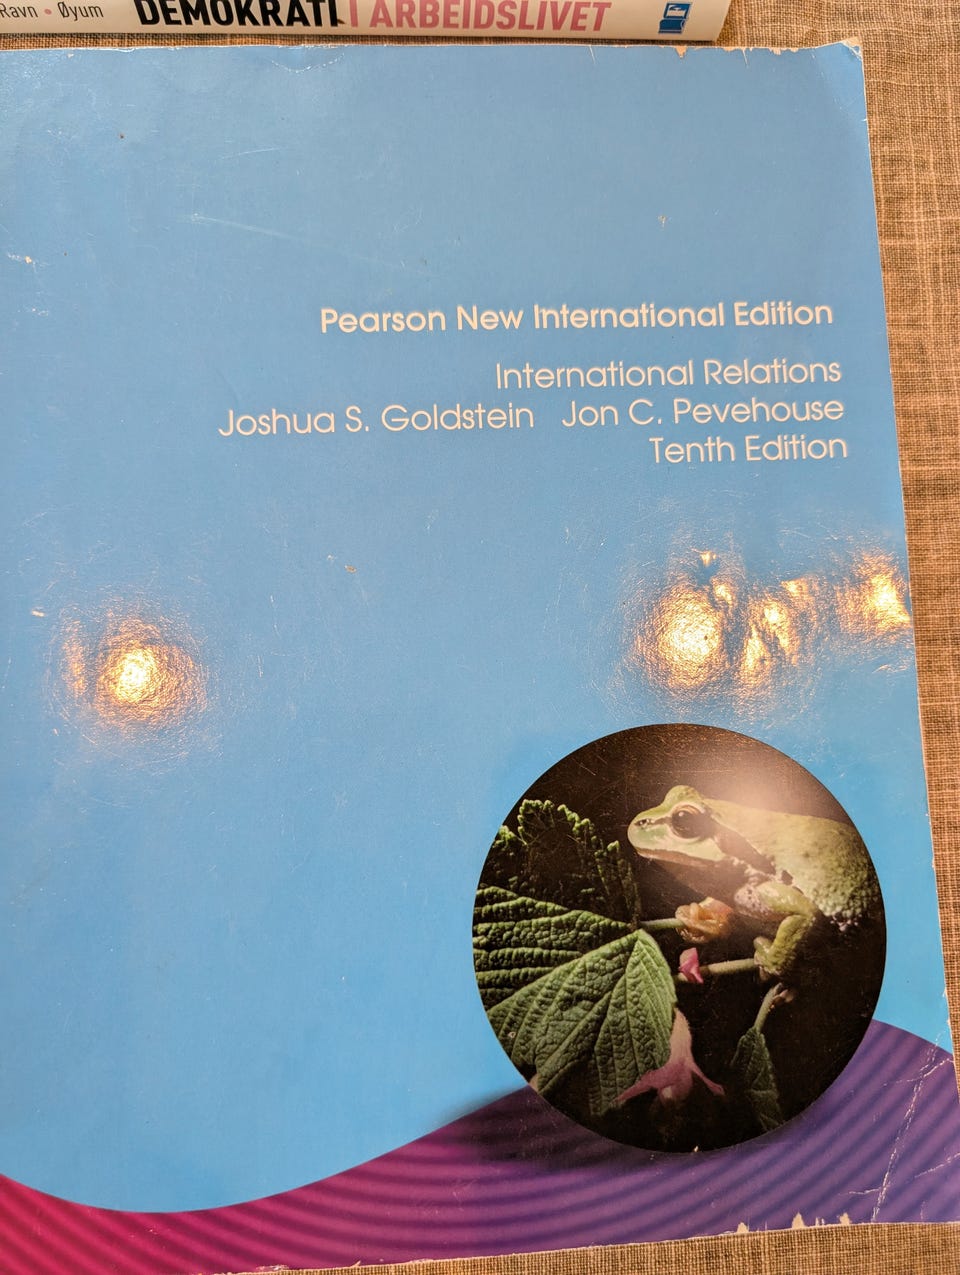 Ravn • Øyum DEMOKRATI I ARBEIDSLIVET
Pearson New International Edition
International Relations
Joshua S. Goldstein Jon C. Pevehouse
Tenth Edition